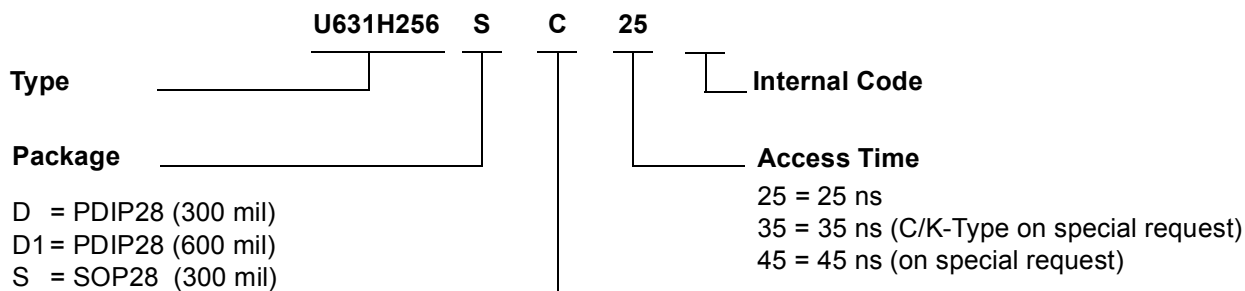 U631H256 S C 25
Type
Internal Code
Package
Access Time
D = PDIP28 (300 mil)
D1 = PDIP28 (600 mil)
S = SOP28 (300 mil)
25 = 25 ns
35 = 35 ns (C/K-Type on special request)
45 = 45 ns (on special request)